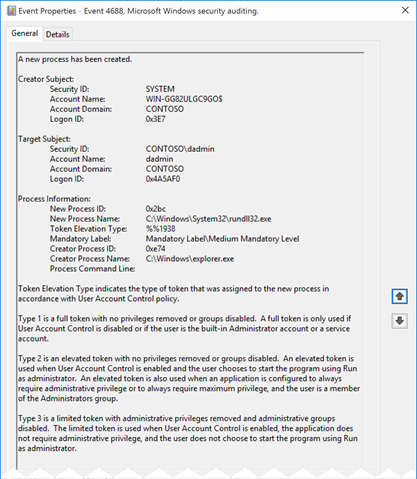 Event Properties - Event 4688, Microsoft Windows security auditing.
General Details
A new process has been created.
Creator Subject:
Security ID: SYSTEM
Account Name: WIN-GG82ULGC9GO$
Account Domain: CONTOSO
Logon ID: 0x3E7
Target Subject:
Security ID: CONTOSO\dadmin
Account Name: dadmin
Account Domain: CONTOSO
Logon ID: 0x4A5AF0
Process Information:
New Process ID: 0x2bc
New Process Name: C:\Windows\System32\rundll32.exe
Token Elevation Type: %%1938
Mandatory Label: Mandatory Label\Medium Mandatory Level
Creator Process ID: 0xe74
Creator Process Name: C:\Windows\explorer.exe
Process Command Line:
Token Elevation Type indicates the type of token that was assigned to the new process in
accordance with User Account Control policy.
Type 1 is a full token with no privileges removed or groups disabled. A full token is only used if
User Account Control is disabled or if the user is the built-in Administrator account or a service
account.
Type 2 is an elevated token with no privileges removed or groups disabled. An elevated token is
used when User Account Control is enabled and the user chooses to start the program using Run
as administrator. An elevated token is also used when an application is configured to always
require administrative privilege or to always require maximum privilege, and the user is a
member of the Administrators group.
Type 3 is a limited token with administrative privileges removed and administrative groups
disabled. The limited token is used when User Account Control is enabled, the application does
not require administrative privilege, and the user does not choose to start the program using Run
as administrator.